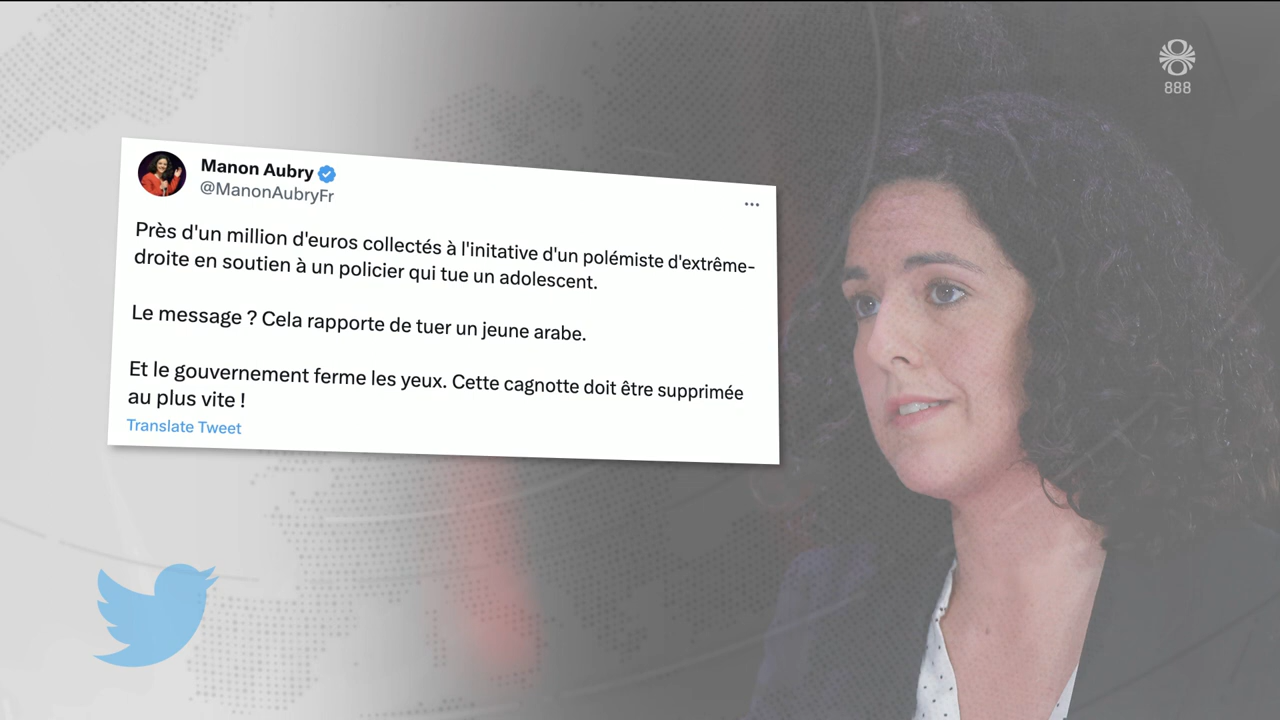 888
Manon Aubry
@ManonAubryFr
Près d'un million d'euros collectés à l'initative d'un polémiste d'extrême-
droite en soutien à un policier qui tue un adolescent.
Le message ? Cela rapporte de tuer un jeune arabe.
Et le gouvernement ferme les yeux. Cette cagnotte doit être supprimée
au plus vite !
Translate Tweet